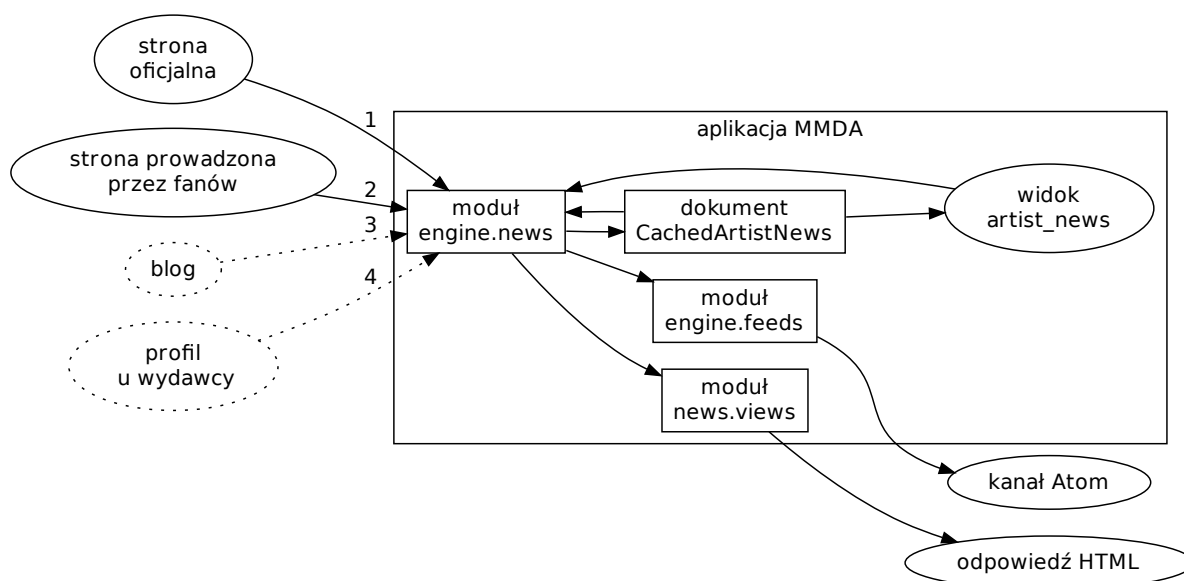 strona
oficjalna
1
aplikacja MMDA
strona prowadzona
przez fanów
2
moduł
engine.news
dokument
CachedArtistNews
widok
artist_news
3
blog
4
moduł
engine.feeds
profil
u wydawcy
moduł
news.views
kanał Atom
odpowiedź HTML